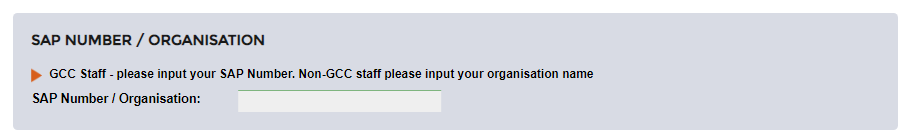 SAP NUMBER / ORGANISATION
GCC Staff - please input your SAP Number. Non-GCC staff please input your organisation name
SAP Number / Organisation: